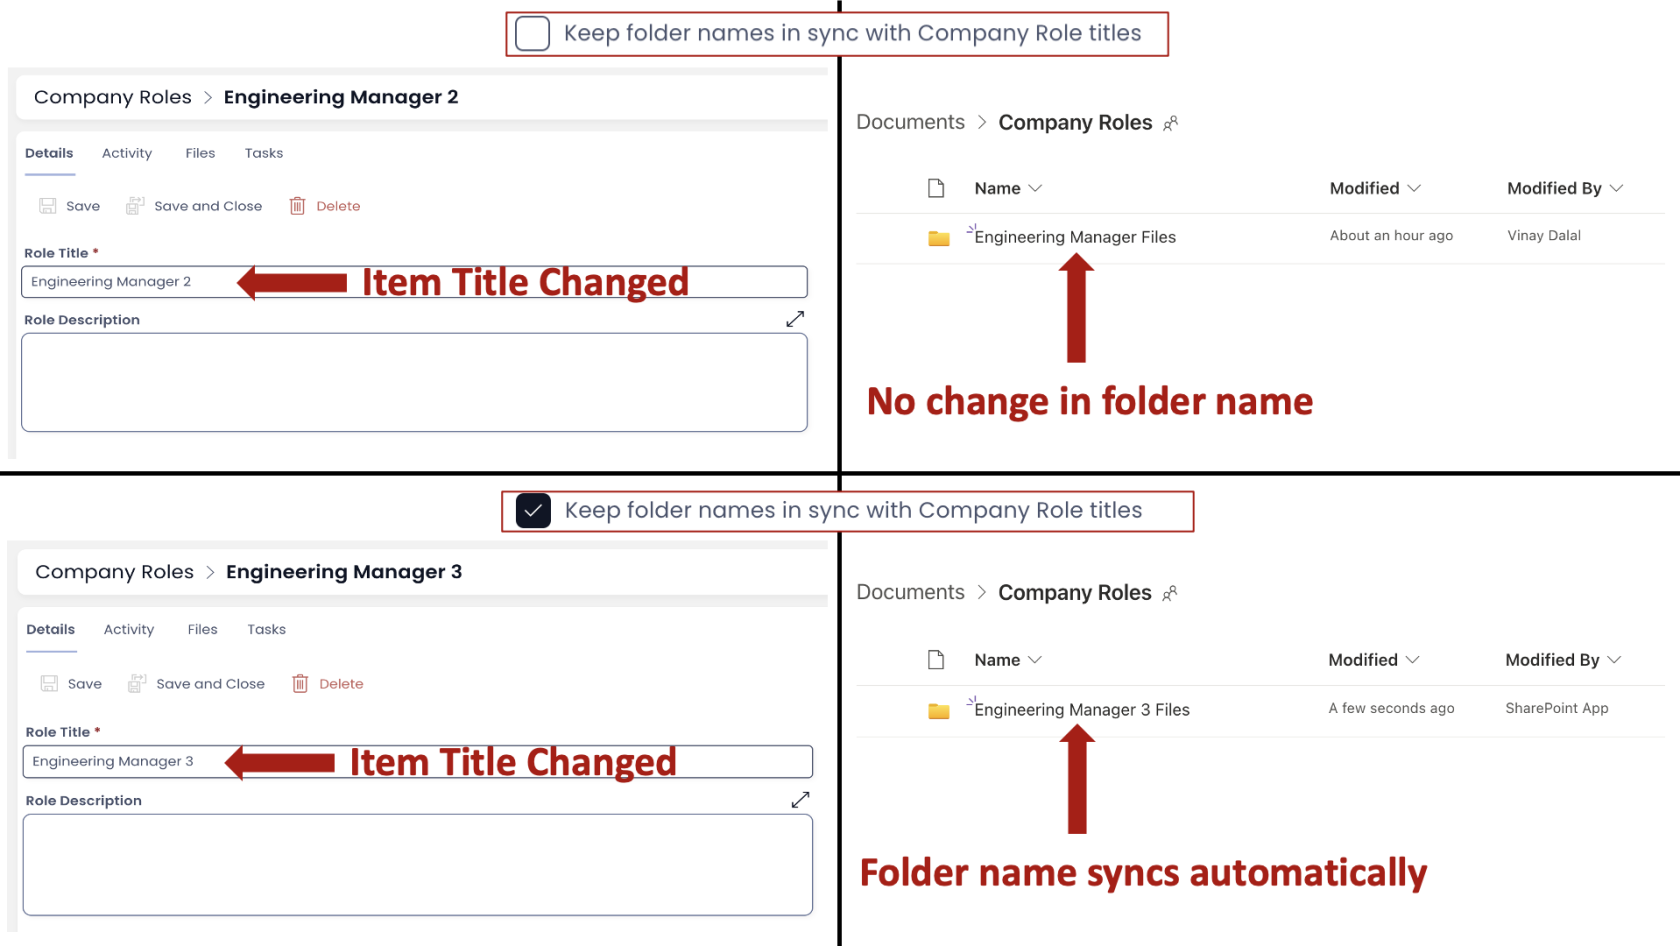 Keep folder names in sync with Company Role titles
Company Roles > Engineering Manager 2
Details Activity Files Tasks
Save Save and Close Delete
Role Title *
Engineering Manager 2
Item Title Changed
Role Description
Documents > Company Roles
Name Modified Modified By
Engineering Manager Files About an hour ago Vinay Dalal
No change in folder name
Keep folder names in sync with Company Role titles
Company Roles > Engineering Manager 3
Details Activity Files Tasks
Save Save and Close Delete
Role Title *
Engineering Manager 3
Item Title Changed
Role Description
Documents > Company Roles
Name Modified Modified By
Engineering Manager 3 Files A few seconds ago SharePoint App
Folder name syncs automatically